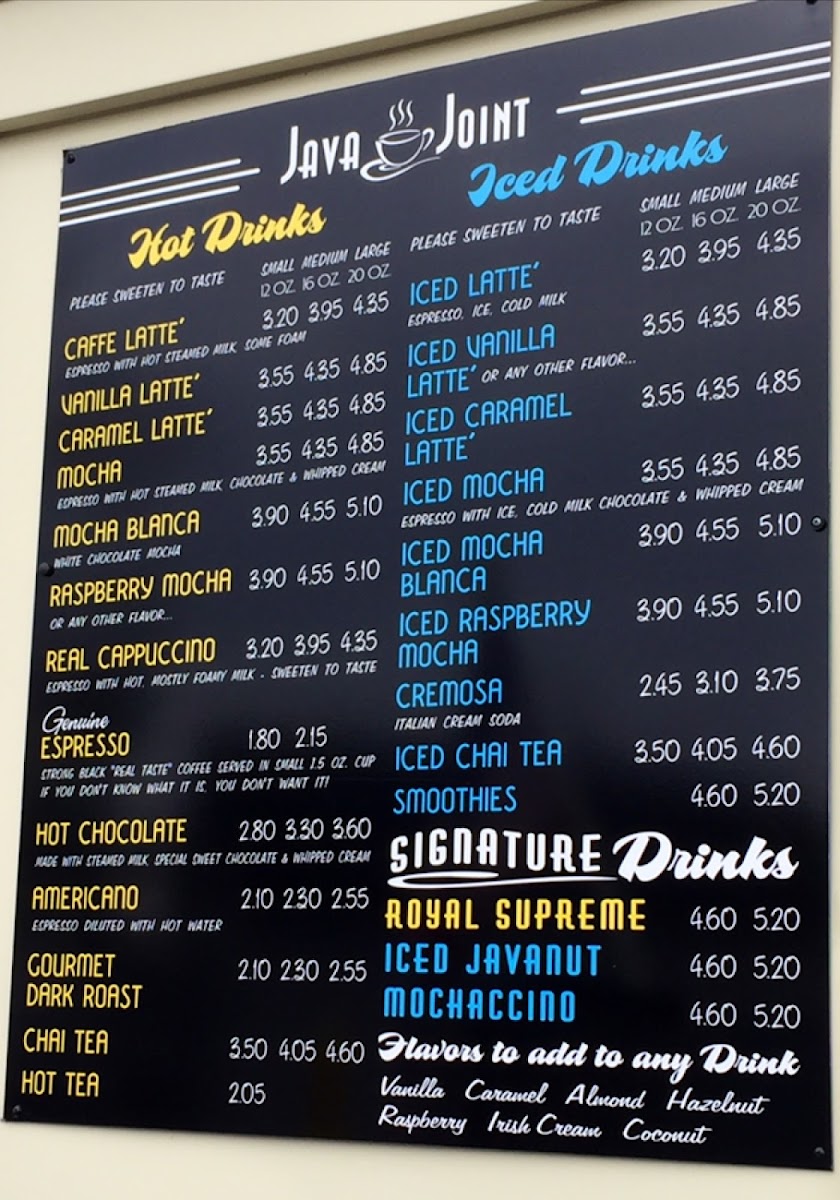 JAVA JOINT
Hot Drinks
PLEASE SWEETEN TO TASTE
SMALL MEDIUM LARGE
12 OZ. 16 OZ. 20 OZ.
CAFFE LATTE' 3.20 3.95 4.35
ESPRESSO WITH HOT STEAMED MILK, SOME FOAM
VANILLA LATTE' 3.55 4.35 4.85
CARAMEL LATTE' 3.55 4.35 4.85
MOCHA 3.55 4.35 4.85
ESPRESSO WITH HOT STEAMED MILK CHOCOLATE & WHIPPED CREAM
MOCHA BLANCA 3.90 4.55 5.10
WHITE CHOCOLATE MOCHA
RASPBERRY MOCHA 3.90 4.55 5.10
OR ANY OTHER FLAVOR...
REAL CAPPUCCINO 3.20 3.95 4.35
ESPRESSO WITH HOT, MOSTLY FOAMY MILK - SWEETEN TO TASTE
Genuine
ESPRESSO 1.80 2.15
STRONG BLACK "REAL TASTE" COFFEE SERVED IN SMALL 1.5 OZ. CUP
IF YOU DON'T KNOW WHAT IT IS, YOU DON'T WANT IT!
HOT CHOCOLATE 2.80 3.30 3.60
MADE WITH STEAMED MILK SPECIAL SWEET CHOCOLATE & WHIPPED CREAM
AMERICANO 2.10 2.30 2.55
ESPRESSO DILUTED WITH HOT WATER
GOURMET 2.10 2.30 2.55
DARK ROAST
CHAI TEA 3.50 4.05 4.60
HOT TEA 2.05
Iced Drinks
PLEASE SWEETEN TO TASTE
SMALL MEDIUM LARGE
12 OZ. 16 OZ. 20 OZ.
ICED LATTE' 3.20 3.95 4.35
ESPRESSO, ICE, COLD MILK
ICED VANILLA 3.55 4.35 4.85
LATTE' OR ANY OTHER FLAVOR...
ICED CARAMEL 3.55 4.35 4.85
LATTE'
ICED MOCHA 3.55 4.35 4.85
ESPRESSO WITH ICE, COLD MILK CHOCOLATE & WHIPPED CREAM
ICED MOCHA 3.90 4.55 5.10
BLANCA
ICED RASPBERRY 3.90 4.55 5.10
MOCHA
CREMOSA 2.45 3.10 3.75
ITALIAN CREAM SODA
ICED CHAI TEA 3.50 4.05 4.60
SMOOTHIES 4.60 5.20
SIGNATURE Drinks
ROYAL SUPREME 4.60 5.20
ICED JAVANUT 4.60 5.20
MOCHACCINO 4.60 5.20
Flavors to add to any Drink
Vanilla Caramel Almond Hazelnut
Raspberry Irish Cream Coconut